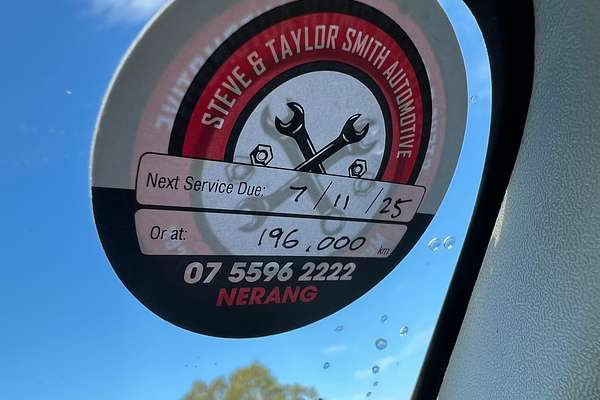 STEVE & TAYLOR SMITH AUTOMOTIVE
Next Service Due: 7/11/25
Or at: 196,000 km
07 5596 2222
NERANG